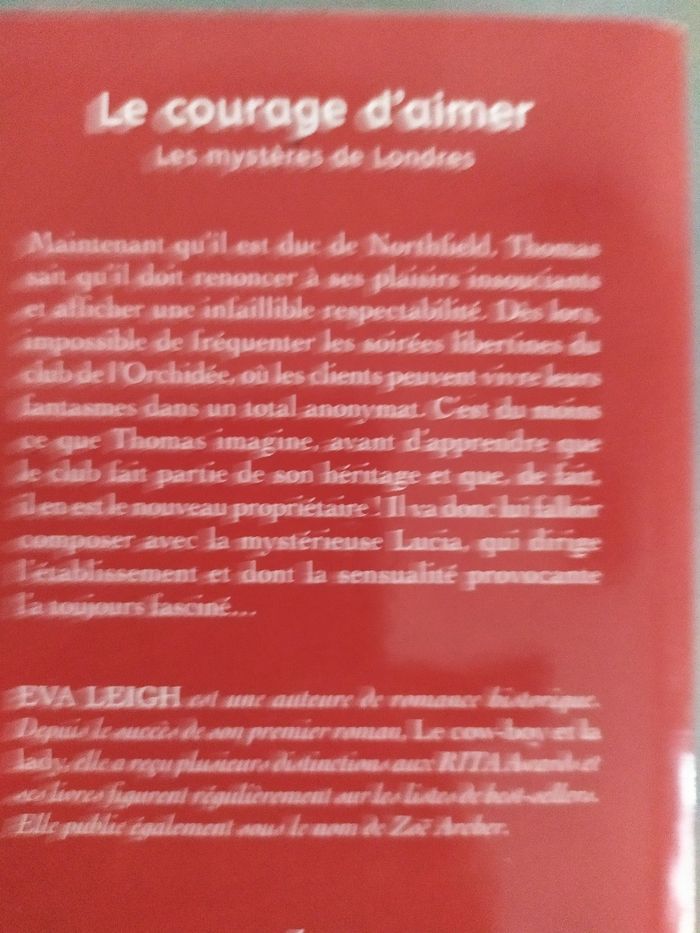 Le courage d'aimer
Les mystères de Londres
Maintenant qu'il est duc de Northfield, Thomas
sait qu'il doit renoncer à ses plaisirs insouciants
et afficher une infaillible respectabilité. Dès lors,
impossible de fréquenter les soirées libertines du
club de l'Orchidée, où les clients peuvent vivre leurs
fantasmes dans un total anonymat. C'est du moins
ce que Thomas imagine, avant d'apprendre que
le club fait partie de son héritage et que, de fait,
il en est le nouveau propriétaire ! Il va donc lui falloir
composer avec la mystérieuse Lucia, qui dirige
l'établissement et dont la sensualité provocante
l'a toujours fasciné...
EVA LEIGH est une auteure de romance historique.
Depuis le succès de son premier roman, Le cow-boy et la
lady, elle a reçu plusieurs distinctions aux RITA Awards et
ses livres figurent régulièrement sur les listes de best-sellers.
Elle publie également sous le nom de Zoë Archer.